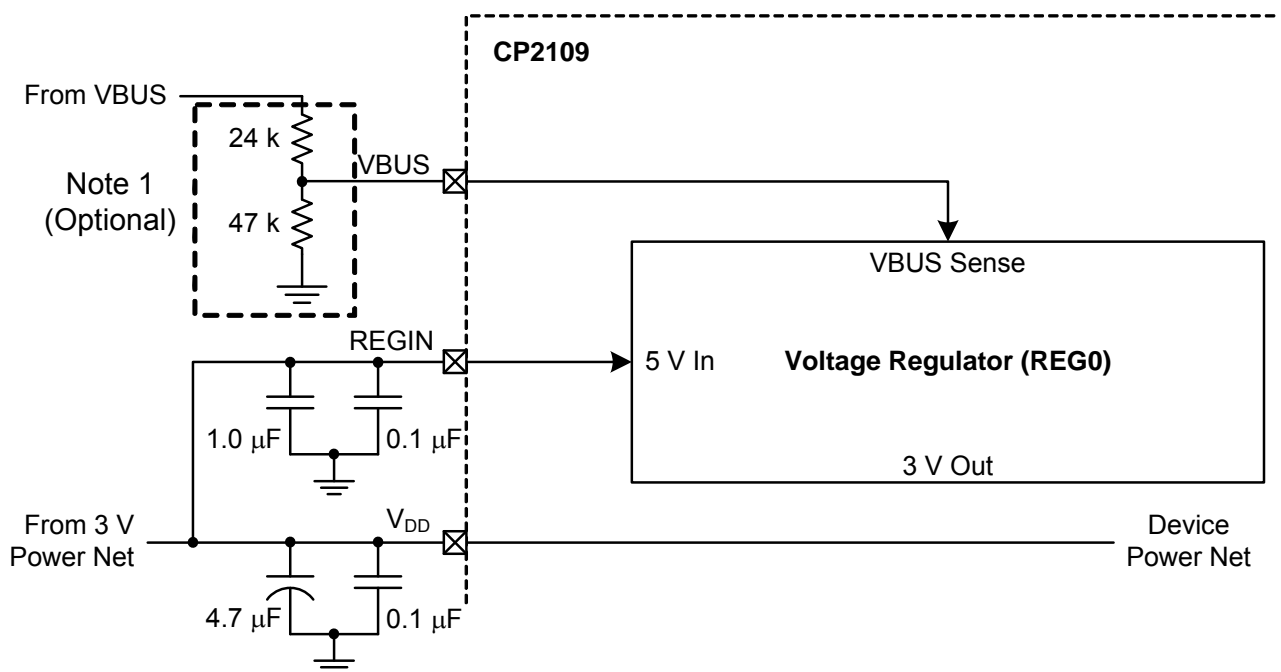 CP2109
From VBUS
24 k
VBUS
Note 1
(Optional)
47 k
VBUS Sense
REGIN
5 V In
Voltage Regulator (REG0)
1.0 μF
0.1 μF
3 V Out
From 3 V
Power Net
VDD
Device
Power Net
4.7 μF
0.1 μF